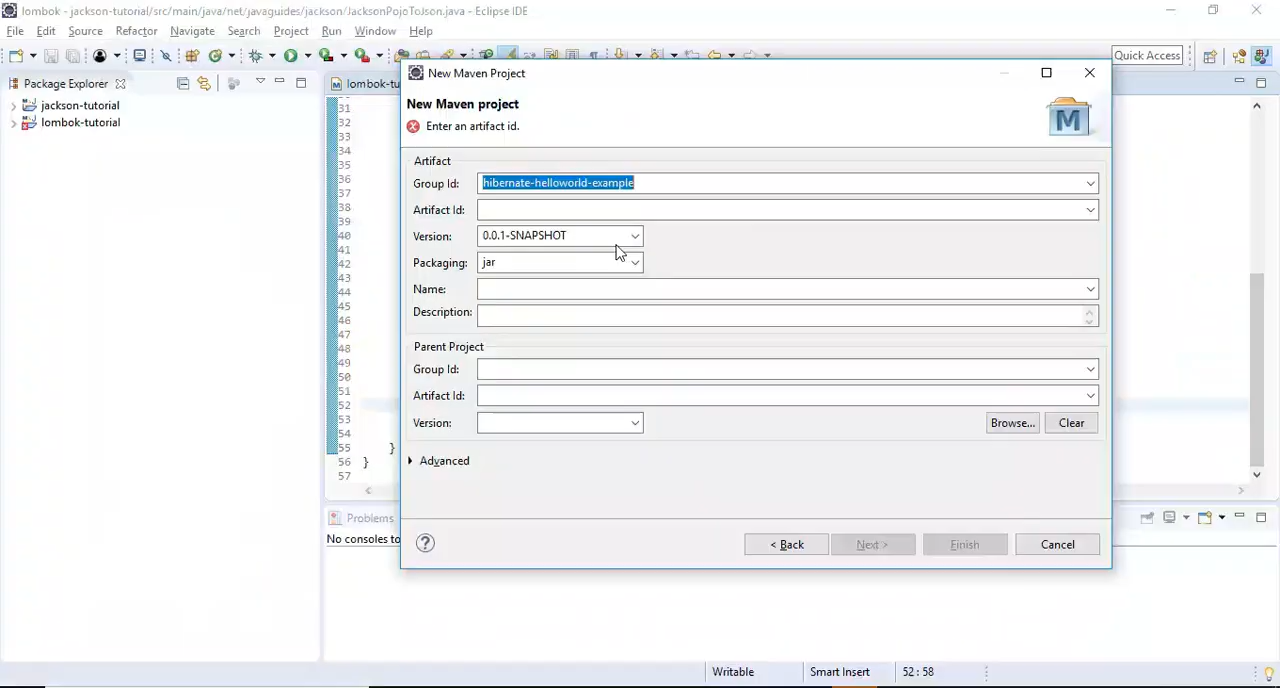 lombok - jackson-tutorial/src/main/java/net/javaguides/jackson/JacksonPojoToJson.java - Eclipse IDE
File Edit Source Refactor Navigate Search Project Run Window Help
Quick Access
Package Explorer
jackson-tutorial
lombok-tutorial
lombok-tu
31
32
33
34
35
36
37
38
39
40
41
42
43
44
45
46
47
48
49
50
51
52
53
54
55 }
56 }
57
New Maven Project
New Maven project
Enter an artifact id.
M
Artifact
Group Id: hibernate-helloworld-example
Artifact Id:
Version: 0.0.1-SNAPSHOT
Packaging: jar
Name:
Description:
Parent Project
Group Id:
Artifact Id:
Version:
Browse... Clear
Advanced
? < Back Next > Finish Cancel
Problems
No consoles to
Writable Smart Insert 52 : 58